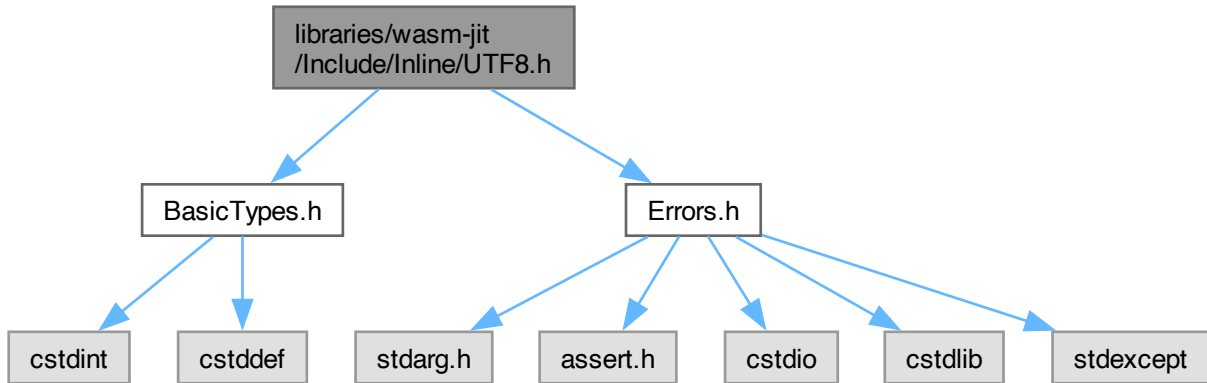 libraries/wasm-jit
/Include/Inline/UTF8.h
BasicTypes.h
Errors.h
cstdint
cstddef
stdarg.h
assert.h
cstdio
cstdlib
stdexcept